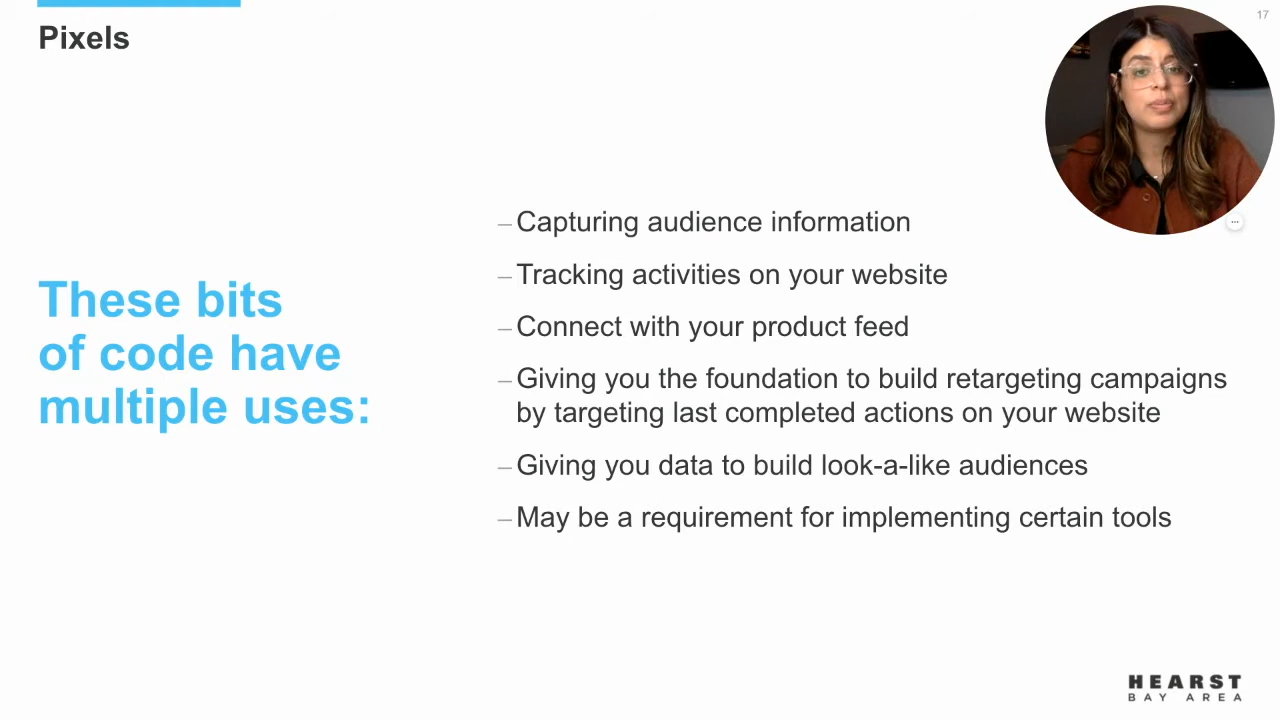 17
Pixels
These bits
of code have
multiple uses:
– Capturing audience information
– Tracking activities on your website
– Connect with your product feed
– Giving you the foundation to build retargeting campaigns
by targeting last completed actions on your website
– Giving you data to build look-a-like audiences
– May be a requirement for implementing certain tools
HEARST
BAY AREA